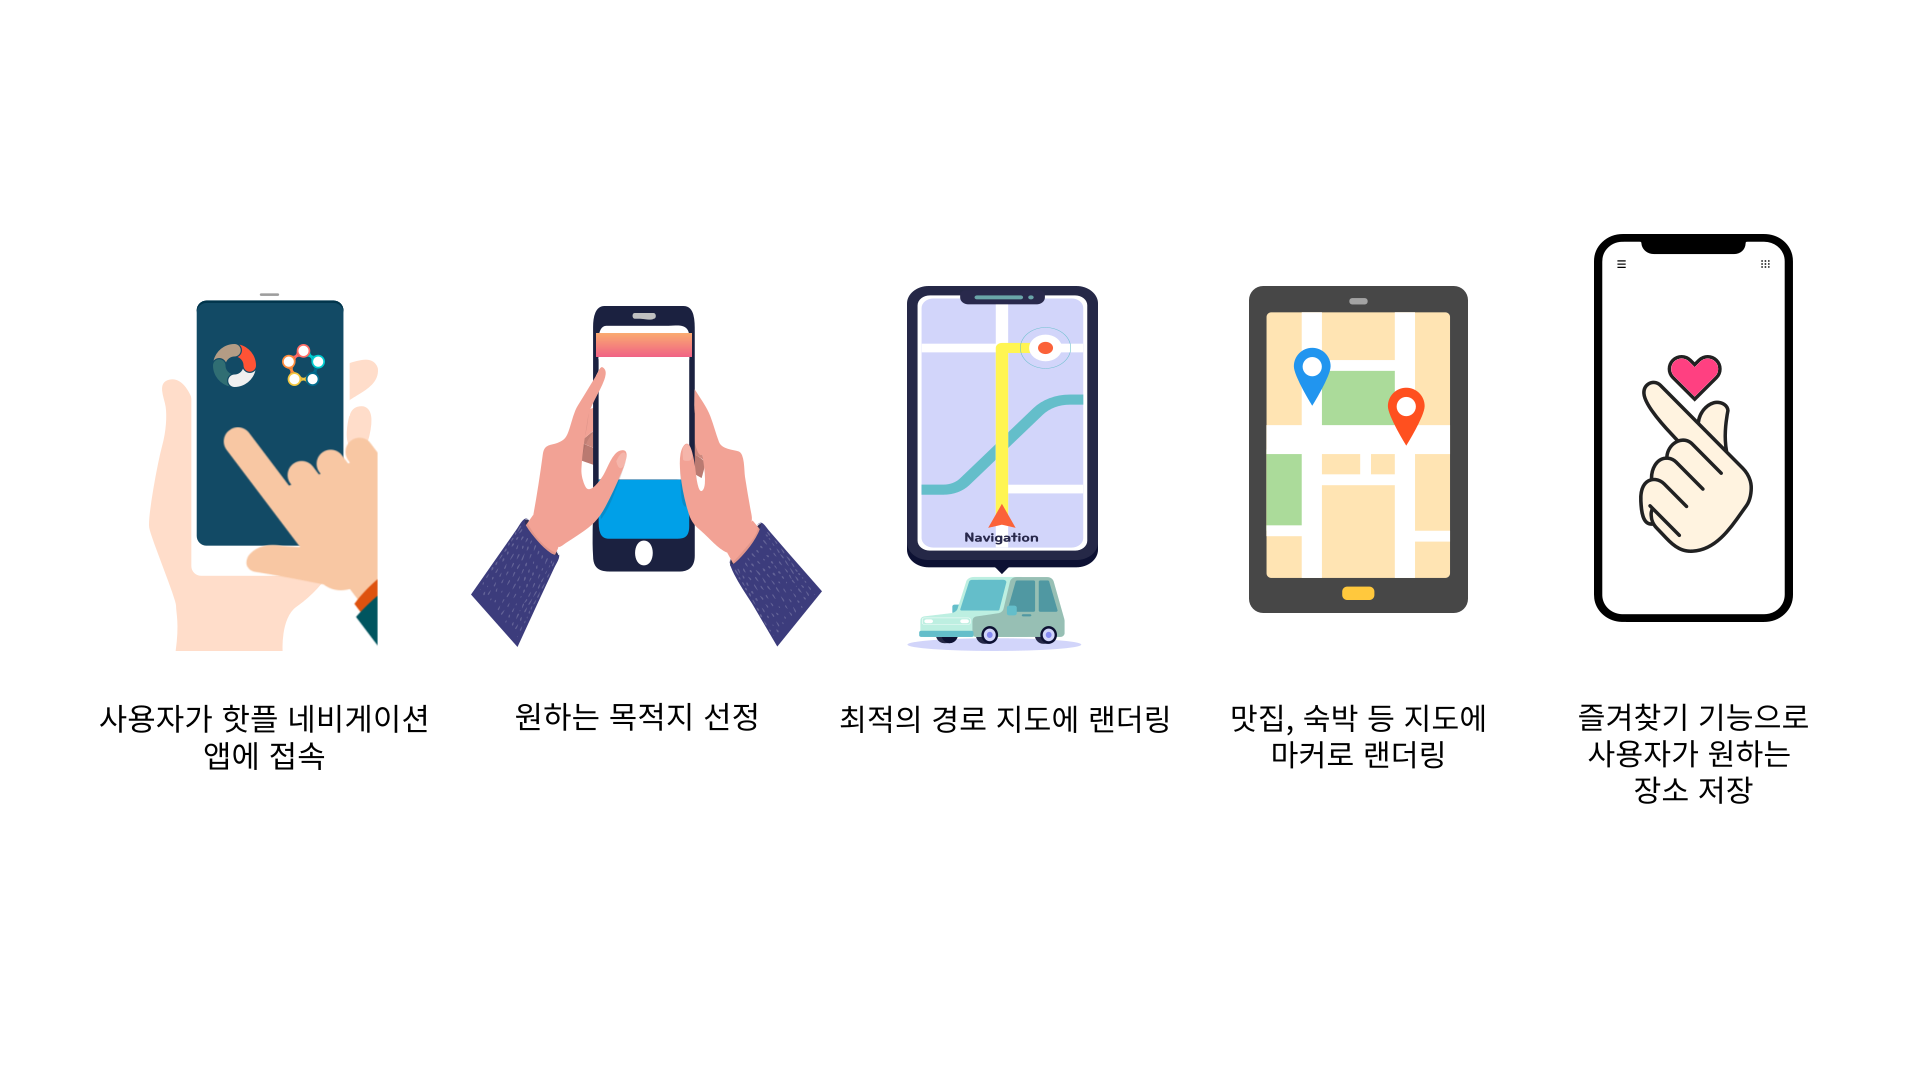 Navigation
사용자가 핫플 네비게이션
앱에 접속
원하는 목적지 선정
최적의 경로 지도에 랜더링
맛집, 숙박 등 지도에
마커로 랜더링
즐겨찾기 기능으로
사용자가 원하는
장소 저장